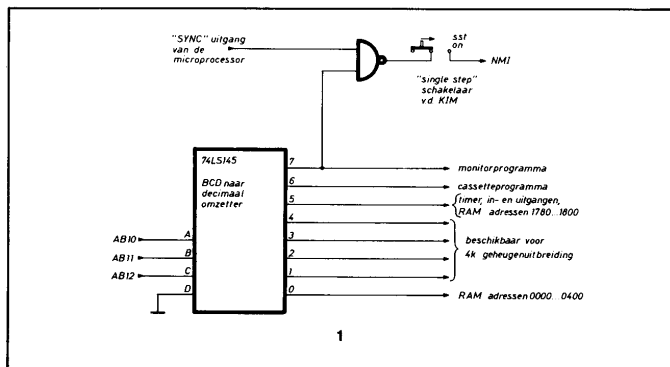 "SYNC" uitgang
van de
microprocessor
sst
on
NMI
"single step"
schakelaar
v.d. KIM
74LS145
BCD naar
decimaal
omzetter
7
monitorprogramma
6
cassetteprogramma
5
timer, in- en uitgangen,
RAM adressen 1780...1800
4
AB10
A
3
beschikbaar voor
4k geheugenuitbreiding
AB11
B
2
AB12
C
1
D
0
RAM adressen 0000...0400
1